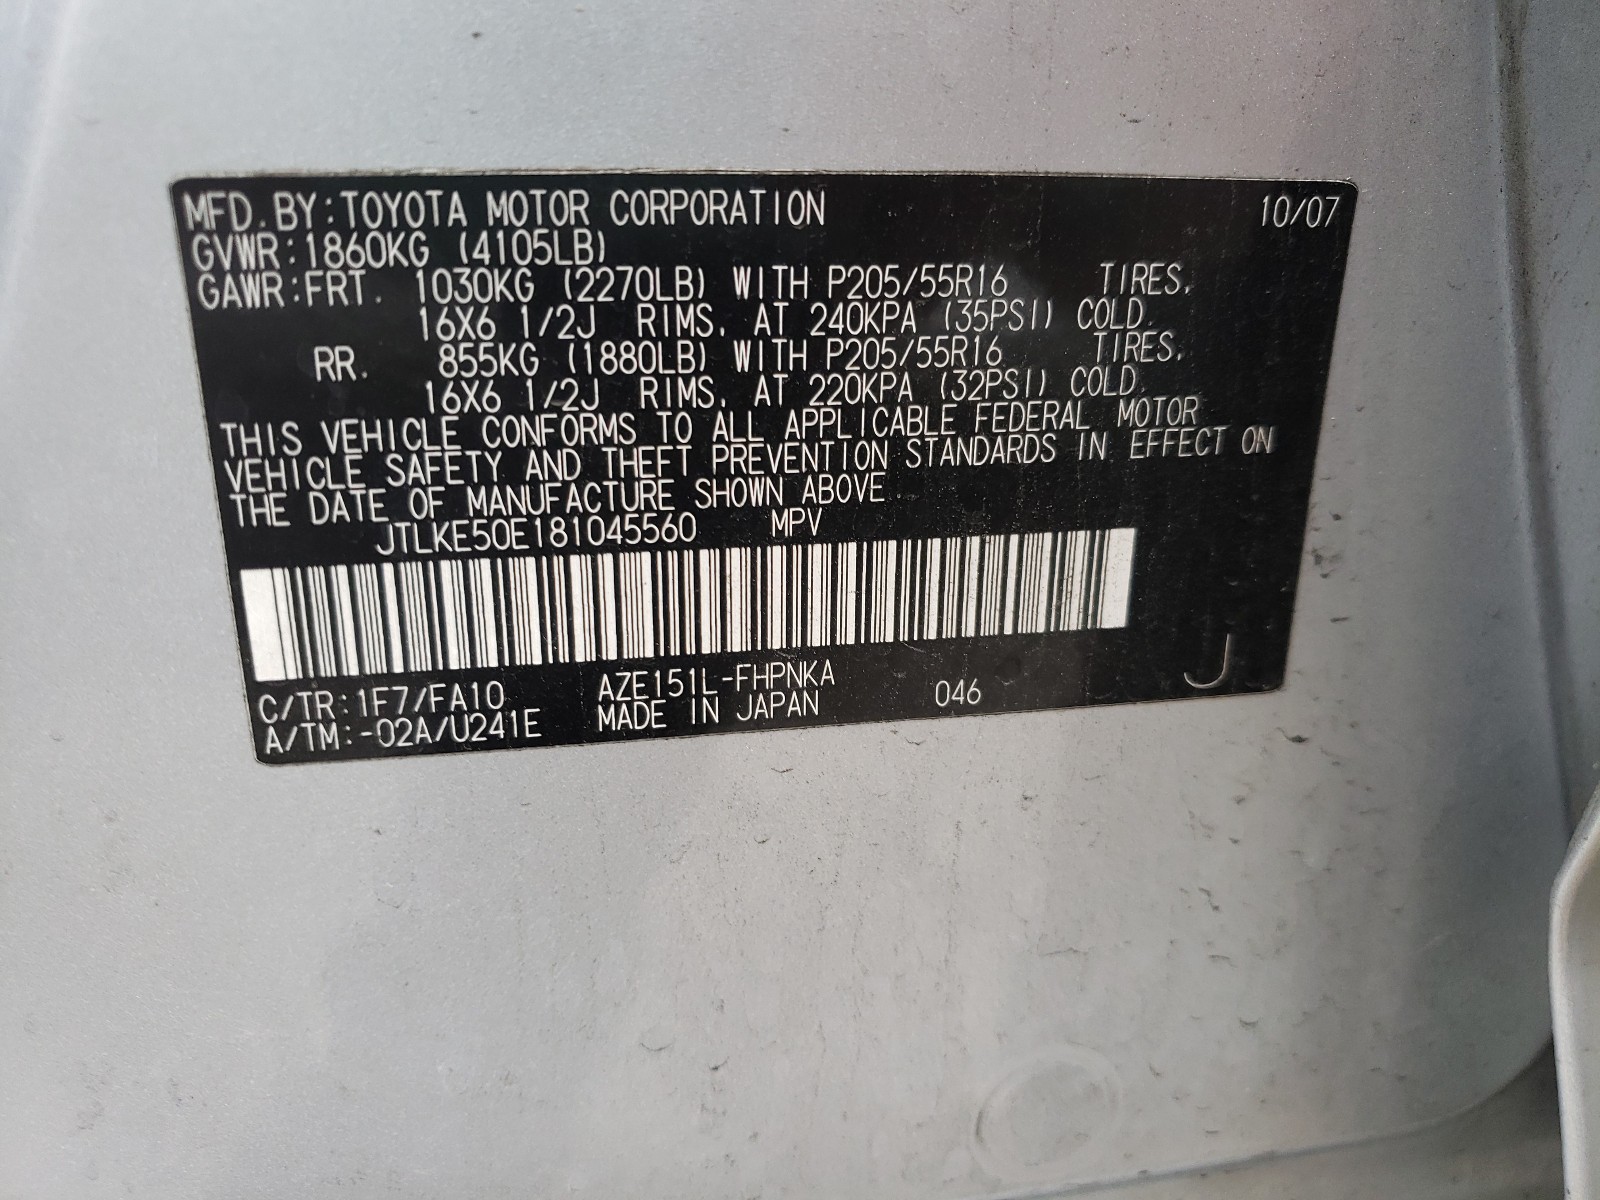 MFD.BY:TOYOTA MOTOR CORPORATION 10/07
GVWR:1860KG (4105LB)
GAWR:FRT. 1030KG (2270LB) WITH P205/55R16 TIRES,
16X6 1/2J RIMS, AT 240KPA (35PSI) COLD.
RR. 855KG (1880LB) WITH P205/55R16 TIRES,
16X6 1/2J RIMS, AT 220KPA (32PSI) COLD.
THIS VEHICLE CONFORMS TO ALL APPLICABLE FEDERAL MOTOR
VEHICLE SAFETY AND THEFT PREVENTION STANDARDS IN EFFECT ON
THE DATE OF MANUFACTURE SHOWN ABOVE.
JTLKE50E181045560 MPV
C/TR:1F7/FA10 AZE151L-FHPNKA
A/TM:-02A/U241E MADE IN JAPAN 046
J